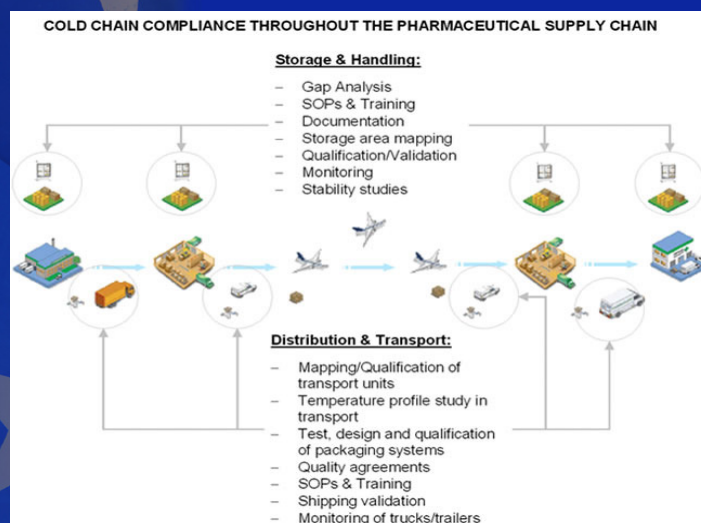 COLD CHAIN COMPLIANCE THROUGHOUT THE PHARMACEUTICAL SUPPLY CHAIN
Storage & Handling:
– Gap Analysis
– SOPs & Training
– Documentation
– Storage area mapping
– Qualification/Validation
– Monitoring
– Stability studies
Distribution & Transport:
– Mapping/Qualification of
transport units
– Temperature profile study in
transport
– Test, design and qualification
of packaging systems
– Quality agreements
– SOPs & Training
– Shipping validation
– Monitoring of trucks/trailers